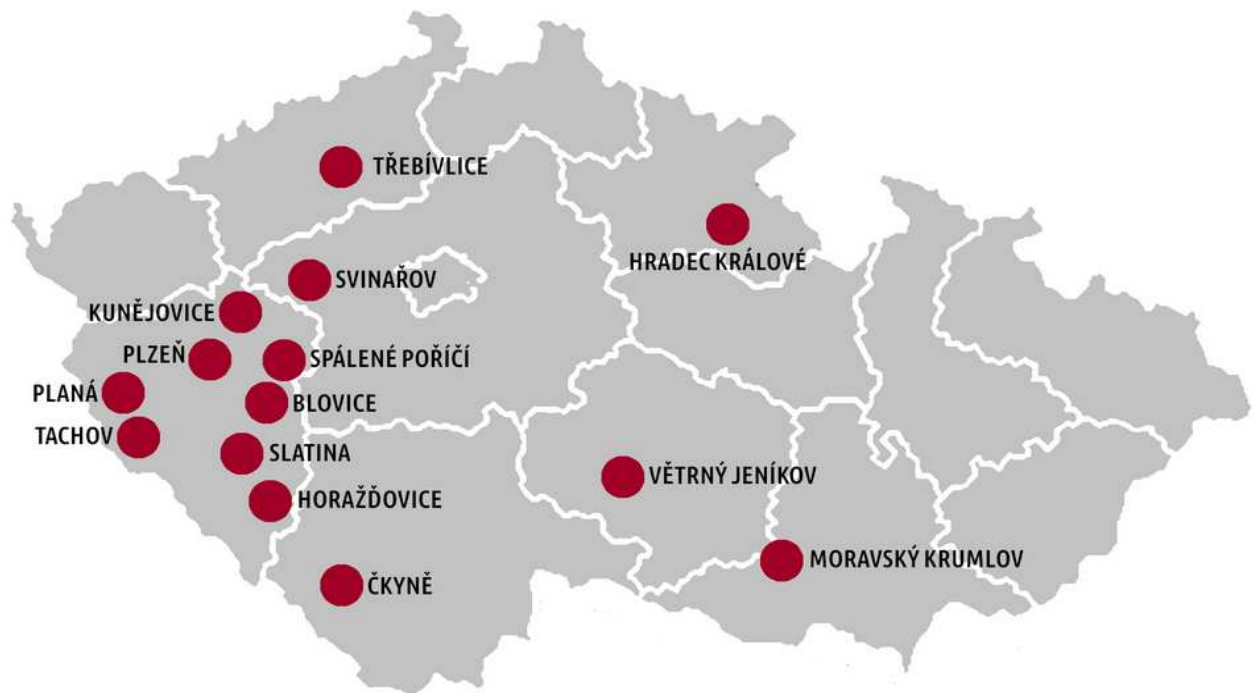 TŘEBÍVLICE
HRADEC KRÁLOVÉ
SVINAŘOV
KUNĚJOVICE
PLZEŇ
SPÁLENÉ POŘÍČÍ
PLANÁ
BLOVICE
TACHOV
SLATINA
VĚTRNÝ JENÍKOV
HORAŽĎOVICE
MORAVSKÝ KRUMLOV
ČKYNĚ